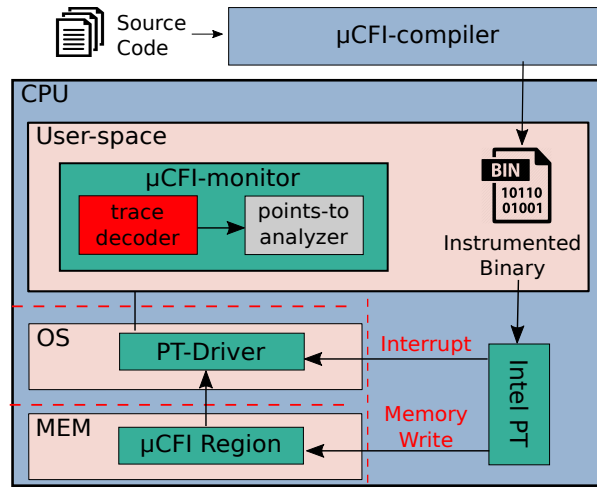 Source
Code
μCFI-compiler
CPU
User-space
μCFI-monitor
trace
decoder
points-to
analyzer
BIN
10110
01001
Instrumented
Binary
OS
PT-Driver
Interrupt
Intel PT
MEM
μCFI Region
Memory
Write